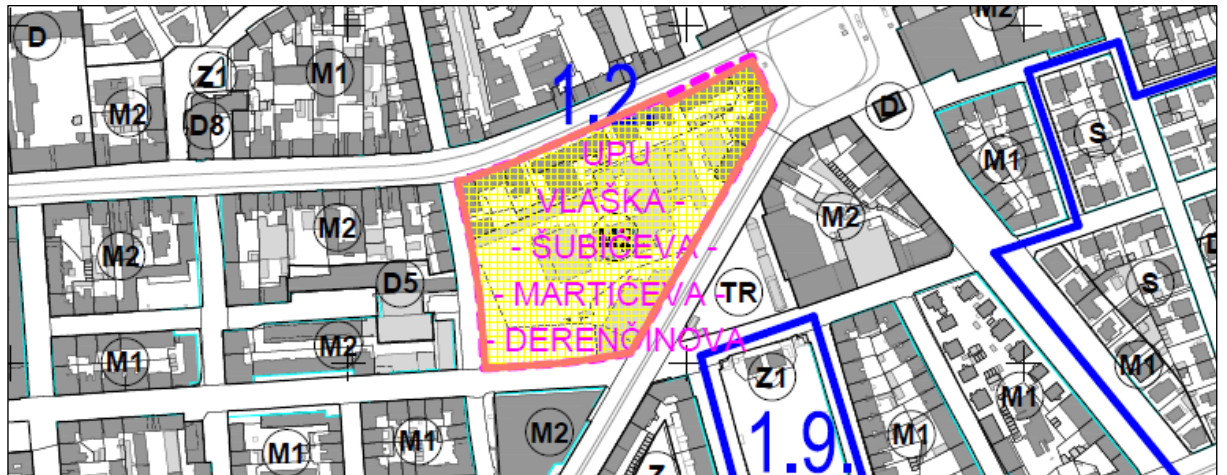 D
M2
Z1
D8
M1
1.2.
M2
D
M1
S
UPU
VLAŠKA -
- ŠUBIĆEVA -
- MARTIĆEVA -
- DERENČINOVA
M2
M2
D5
M2
TR
S
M1
M2
M1
Z1
M1
M1
M1
M2
1.9.
M1
Z